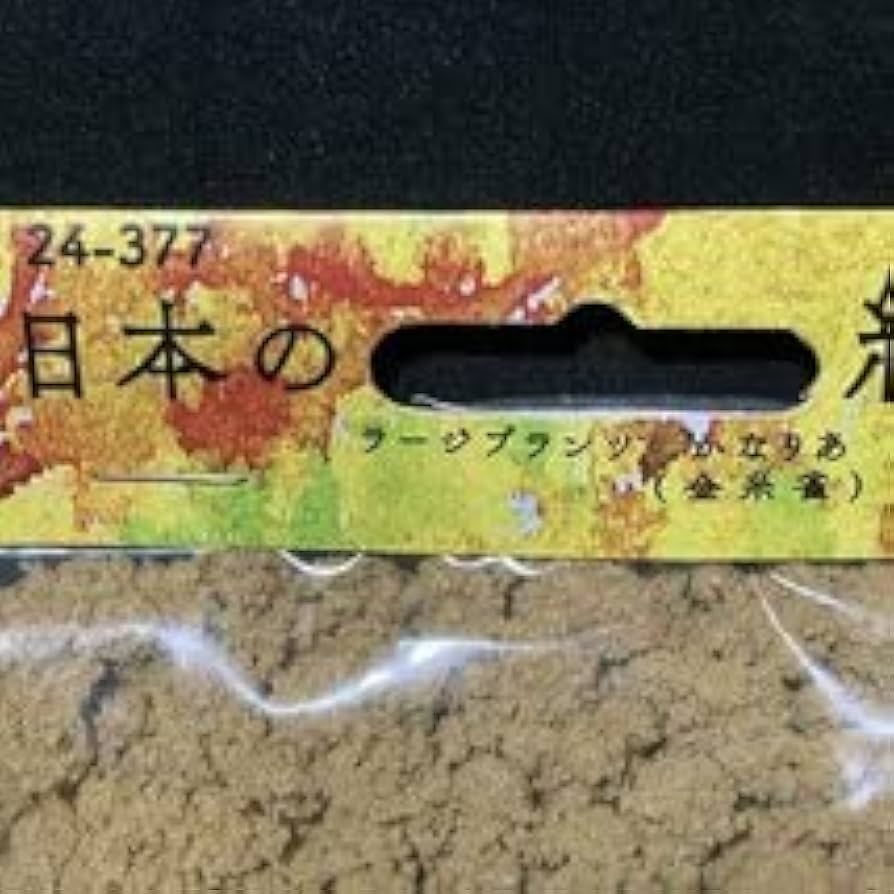 24-377
日本の
ラージプランツ かなりあ
(金糸雀)